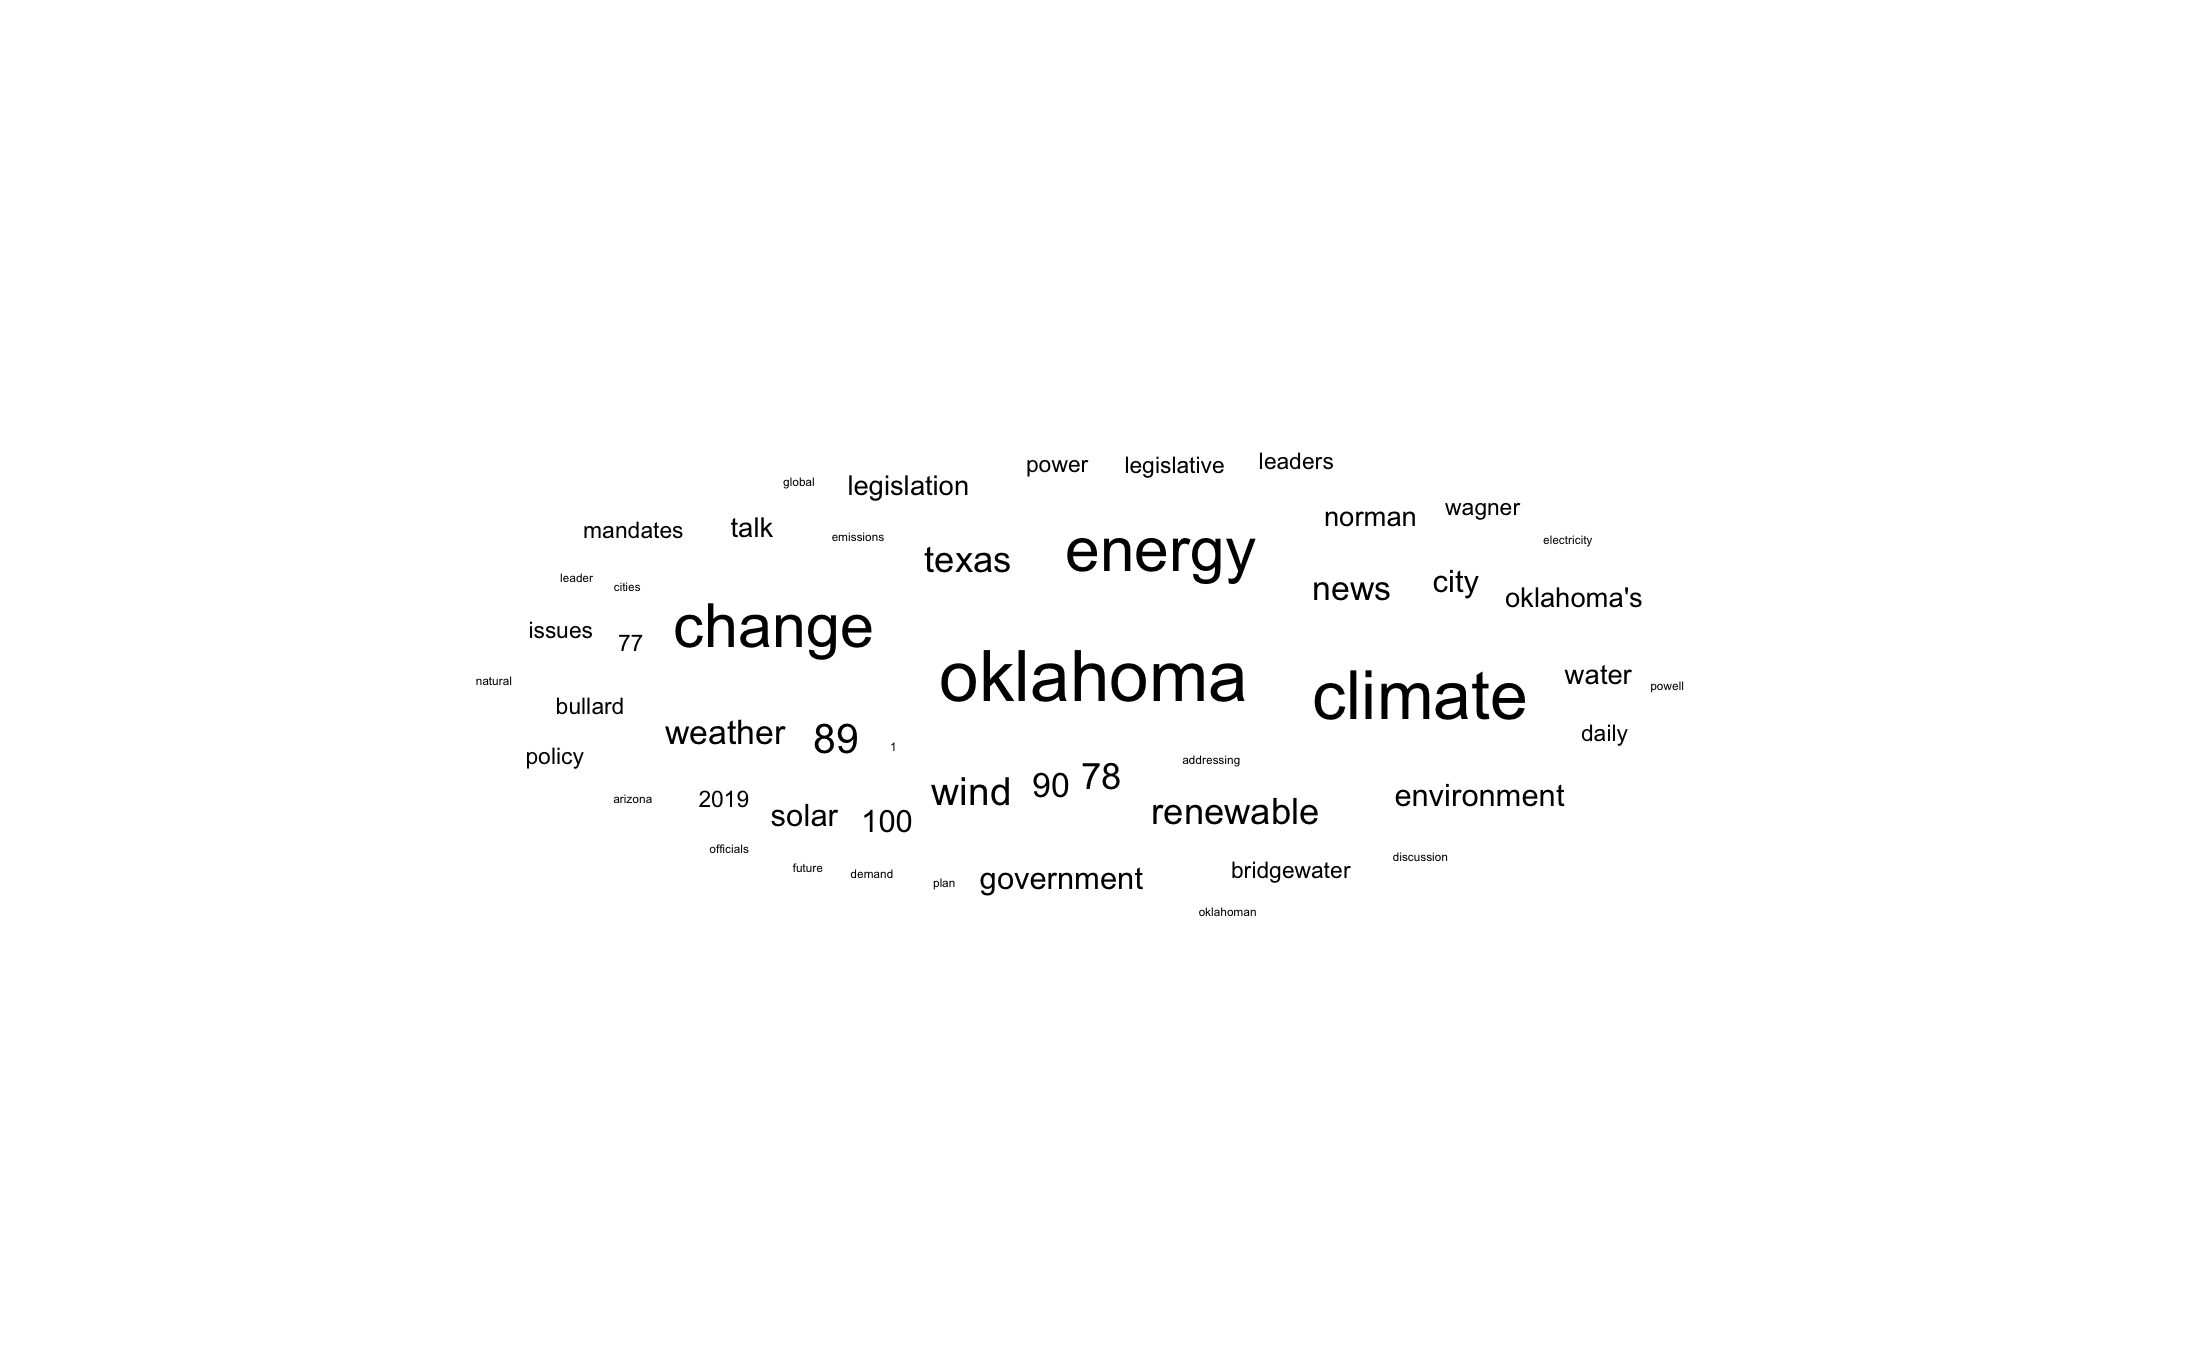 power legislative leaders
global legislation
mandates talk norman wagner
emissions texas energy electricity
leader cities news city oklahoma's
issues 77 change
natural oklahoma climate water powell
bullard weather 89 1 daily
policy addressing
arizona 2019 solar 100 wind 90 78 renewable environment
officials future demand plan government bridgewater discussion
oklahoman